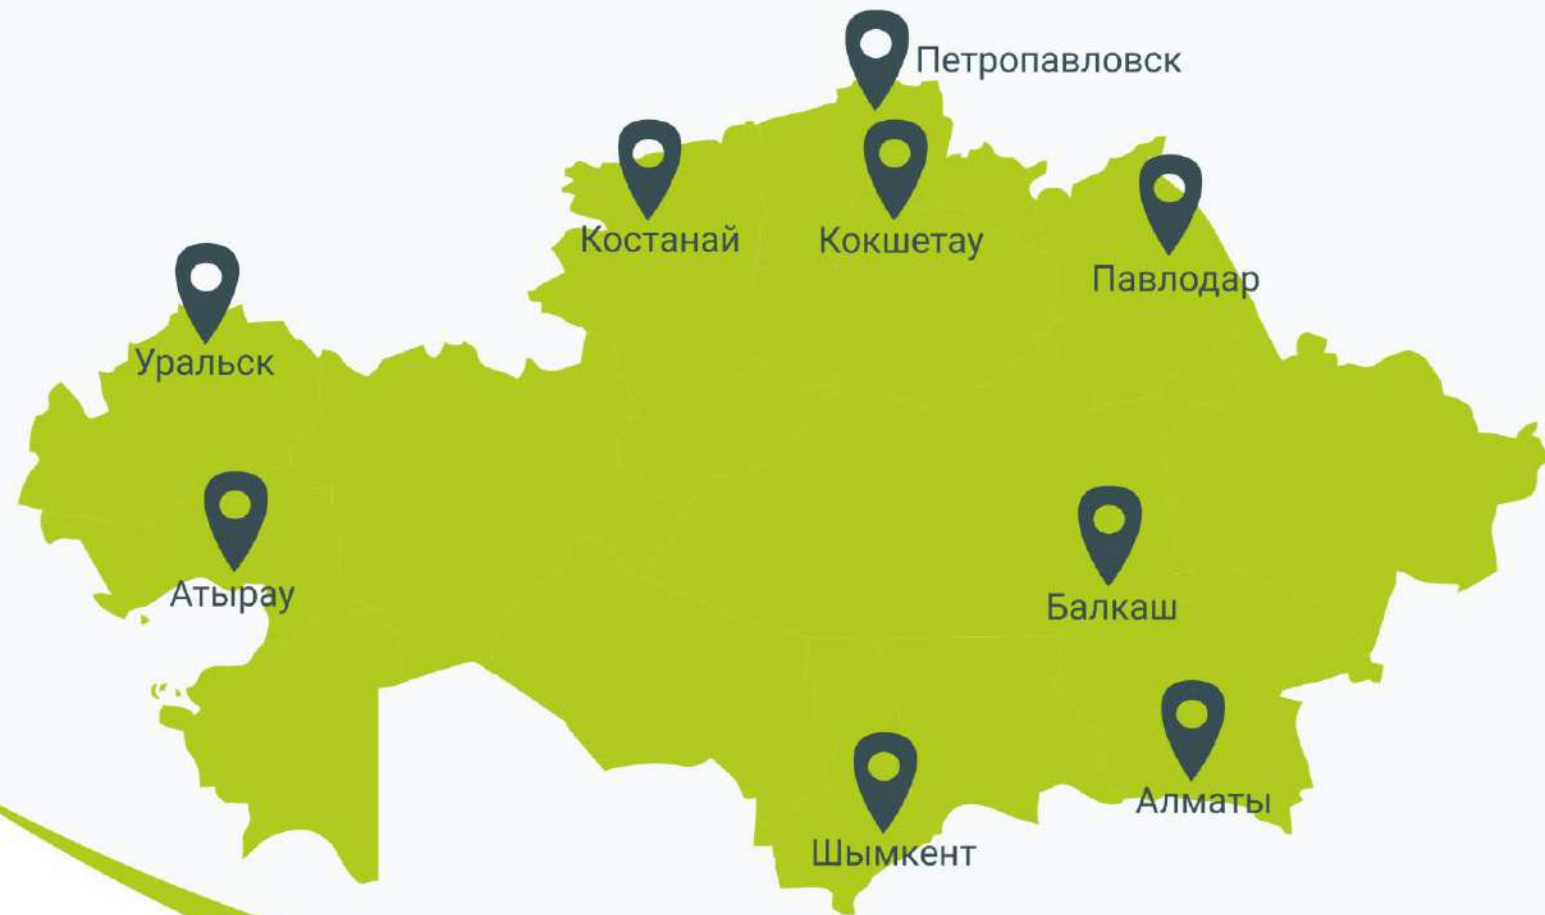 Петропавловск
Костанай
Кокшетау
Павлодар
Уральск
Атырау
Балкаш
Алматы
Шымкент